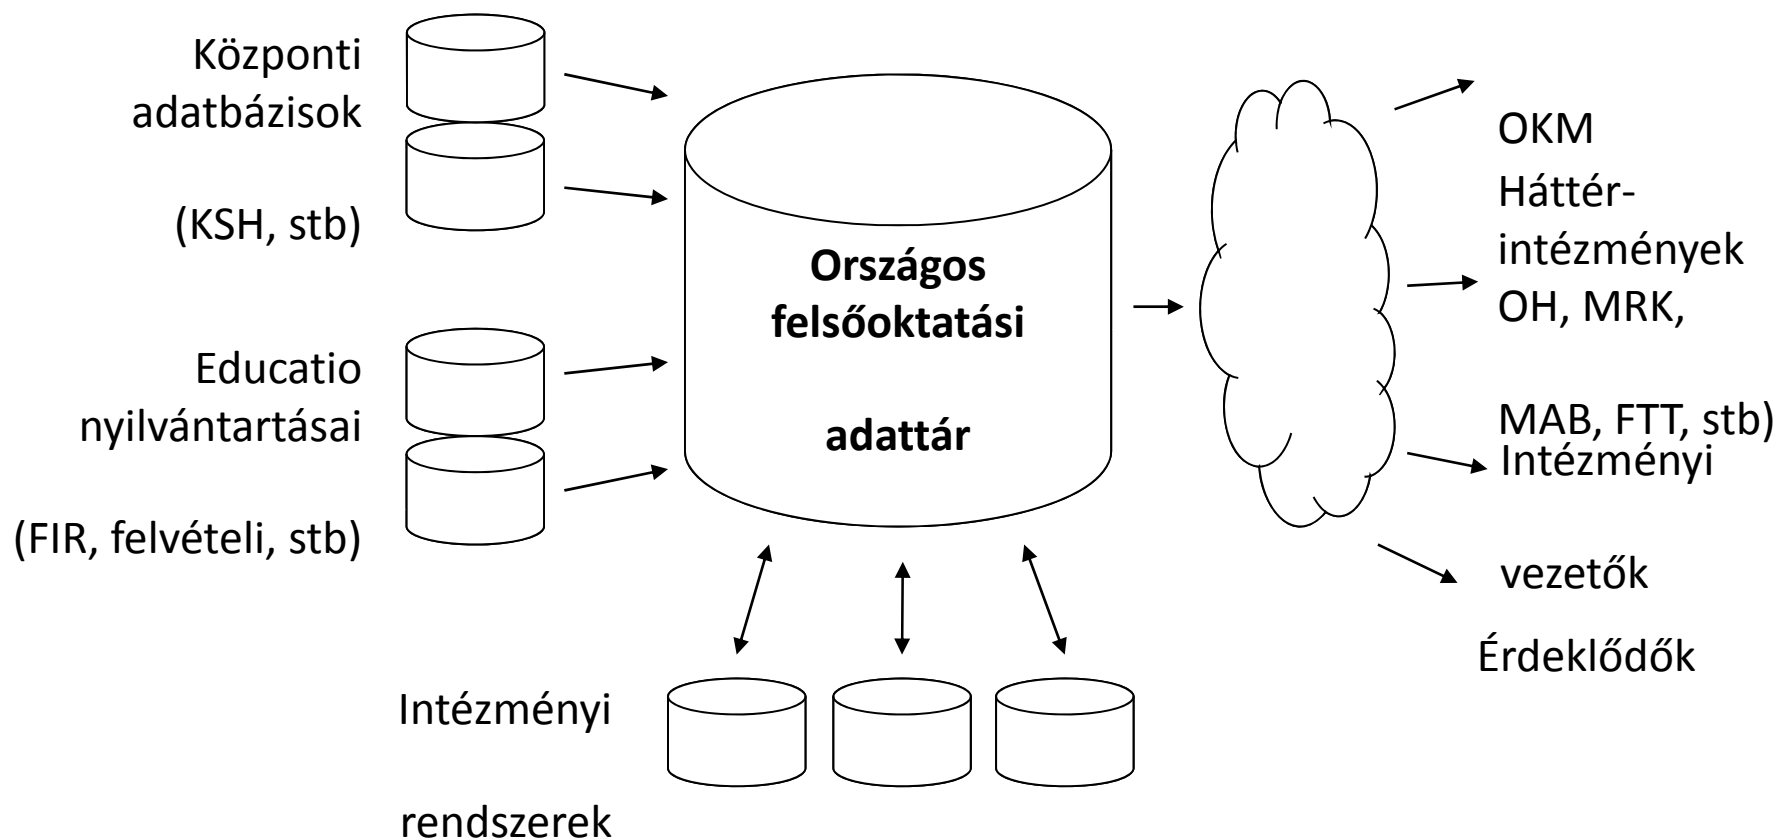 Központi
adatbázisok
(KSH, stb)
Educatio
nyilvántartásai
(FIR, felvételi, stb)
Országos
felsőoktatási
adattár
Intézményi
rendszerek
OKM
Háttér-
intézmények
OH, MRK,
MAB, FTT, stb)
Intézményi
vezetők
Érdeklődők